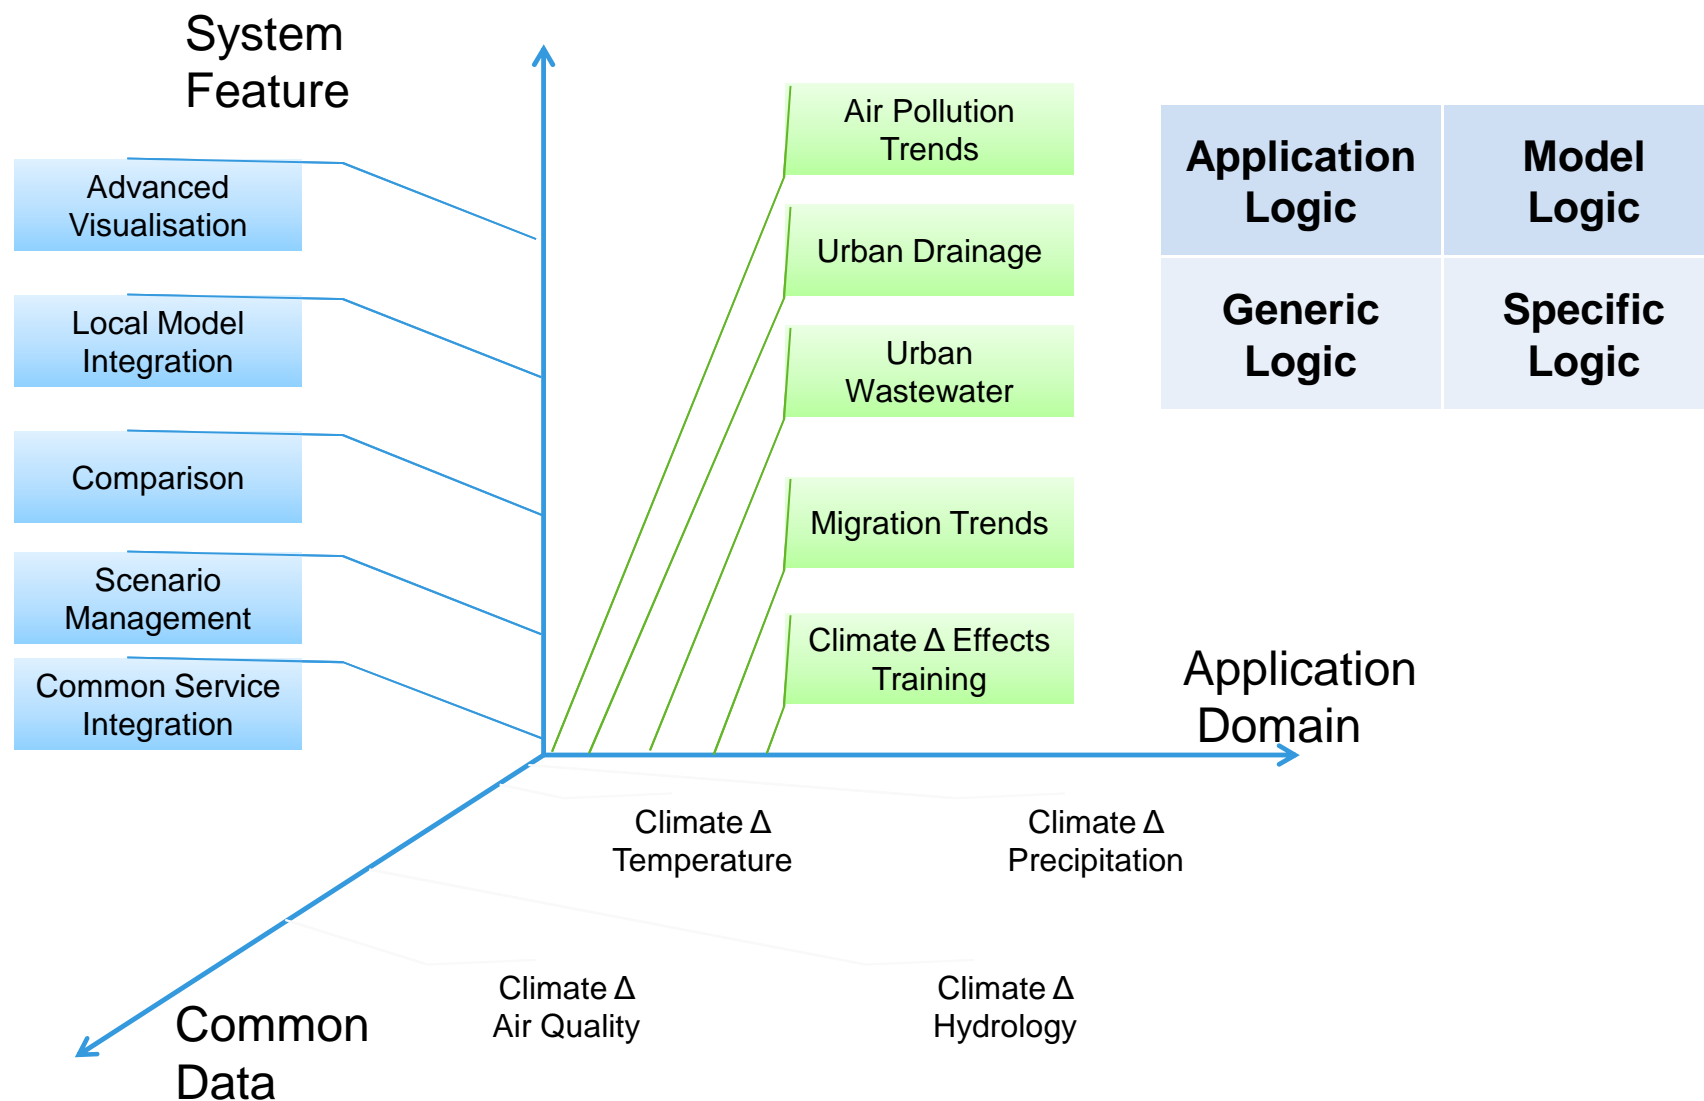 System
Feature
Advanced
Visualisation
Local Model
Integration
Comparison
Scenario
Management
Common Service
Integration
Air Pollution
Trends
Urban Drainage
Urban
Wastewater
Migration Trends
Climate Δ Effects
Training
Application
Logic
Model
Logic
Generic
Logic
Specific
Logic
Application
Domain
Climate Δ
Temperature
Climate Δ
Precipitation
Climate Δ
Air Quality
Climate Δ
Hydrology
Common
Data